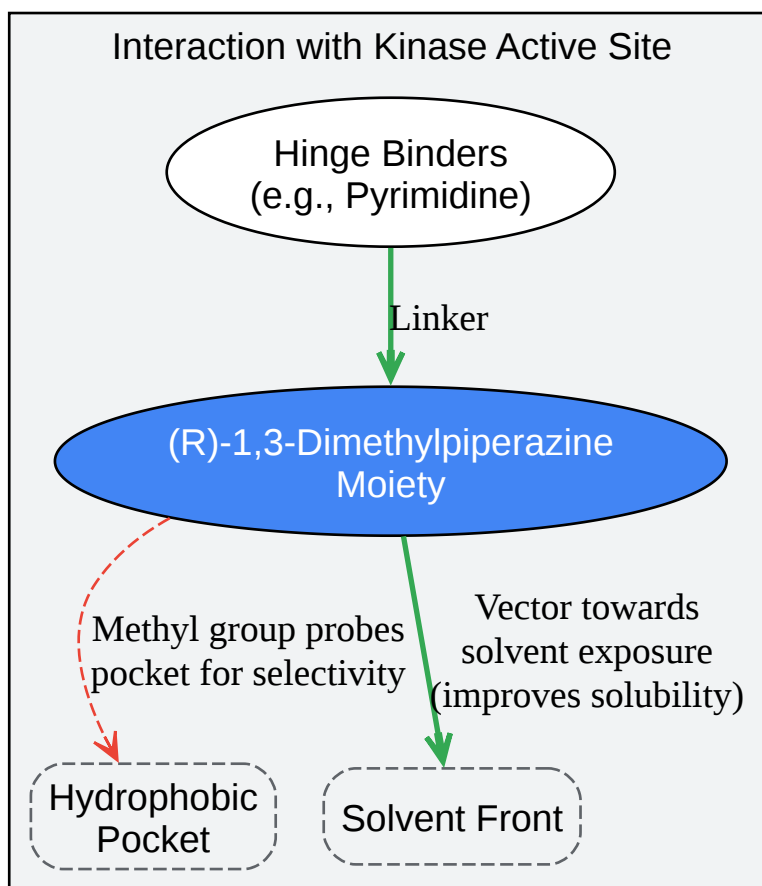 Interaction with Kinase Active Site
Hinge Binders
(e.g., Pyrimidine)
Linker
(R)-1,3-Dimethylpiperazine
Moiety
Methyl group probes
pocket for selectivity
Vector towards
solvent exposure
(improves solubility)
Hydrophobic
Pocket
Solvent Front